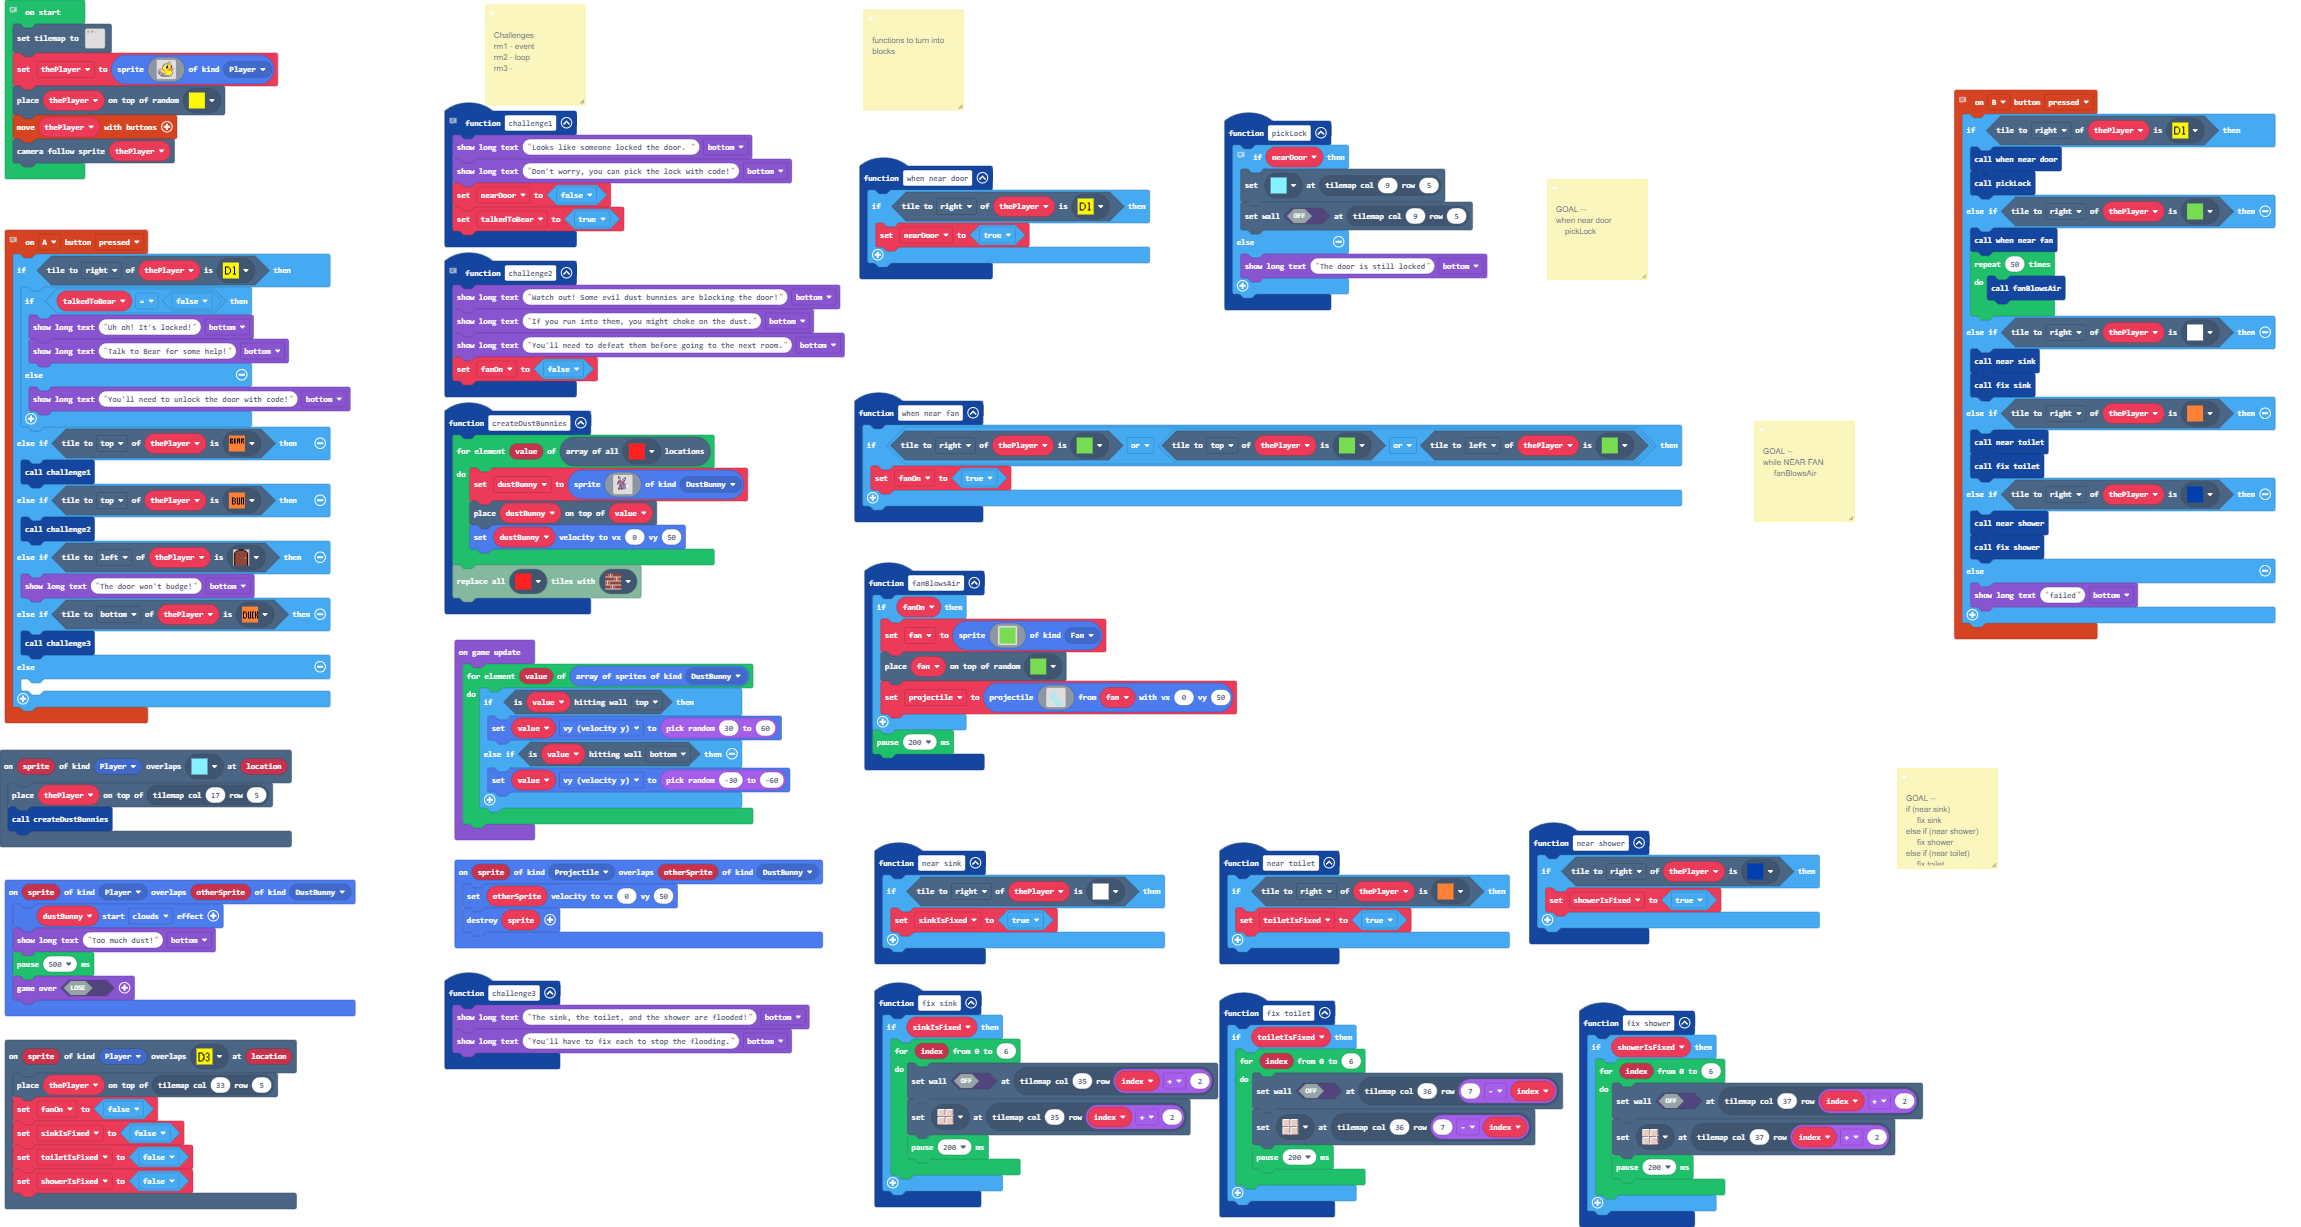 on start
set tilemap to
set thePlayer to sprite of kind Player
place thePlayer on top of random
move thePlayer with buttons
camera follow sprite thePlayer
on A button pressed
if tile to right of thePlayer is D1 then
if talkedToBear = false then
show long text "Uh oh! It's locked!" bottom
show long text "Talk to Bear for some help!" bottom
else
show long text "You'll need to unlock the door with code!" bottom
else if tile to top of thePlayer is BEAR then
call challenge1
else if tile to top of thePlayer is BUN then
call challenge2
else if tile to left of thePlayer is then
show long text "The door won't budge!" bottom
else if tile to bottom of thePlayer is DUCK then
call challenge3
else
on sprite of kind Player overlaps at location
place thePlayer on top of tilemap col 17 row 5
call createDustBunnies
on sprite of kind Player overlaps otherSprite of kind DustBunny
dustBunny start clouds effect
show long text "Too much dust!" bottom
pause 500 ms
game over LOSE
on sprite of kind Player overlaps D3 at location
place thePlayer on top of tilemap col 33 row 5
set fanOn to false
set sinkIsFixed to false
set toiletIsFixed to false
set showerIsFixed to false
Challenges
rm1 - event
rm2 - loop
rm3 -
function challenge1
show long text "Looks like someone locked the door. " bottom
show long text "Don't worry, you can pick the lock with code!" bottom
set nearDoor to false
set talkedToBear to true
function challenge2
show long text "Watch out! Some evil dust bunnies are blocking the door!" bottom
show long text "If you run into them, you might choke on the dust." bottom
show long text "You'll need to defeat them before going to the next room." bottom
set fanOn to false
function createDustBunnies
for element value of array of all locations
do
set dustBunny to sprite of kind DustBunny
place dustBunny on top of value
set dustBunny velocity to vx 0 vy 50
replace all tiles with
on game update
for element value of array of sprites of kind DustBunny
do
if is value hitting wall top then
set value vy (velocity y) to pick random 30 to 60
else if is value hitting wall bottom then
set value vy (velocity y) to pick random -30 to -60
on sprite of kind Projectile overlaps otherSprite of kind DustBunny
set otherSprite velocity to vx 0 vy 50
destroy sprite
function challenge3
show long text "The sink, the toilet, and the shower are flooded!" bottom
show long text "You'll have to fix each to stop the flooding." bottom
functions to turn into
blocks
function when near door
if tile to right of thePlayer is D1 then
set nearDoor to true
function pickLock
if nearDoor then
set at tilemap col 9 row 5
set wall OFF at tilemap col 9 row 5
else
show long text "The door is still locked" bottom
GOAL --
when near door
pickLock
function when near fan
if tile to right of thePlayer is or tile to top of thePlayer is or tile to left of thePlayer is then
set fanOn to true
GOAL --
while NEAR FAN
fanBlowsAir
function fanBlowsAir
if fanOn then
set fan to sprite of kind Fan
place fan on top of random
set projectile to projectile from fan with vx 0 vy 50
pause 200 ms
function near sink
if tile to right of thePlayer is then
set sinkIsFixed to true
function near toilet
if tile to right of thePlayer is then
set toiletIsFixed to true
function near shower
if tile to right of thePlayer is then
set showerIsFixed to true
GOAL --
if (near sink)
fix sink
else if (near shower)
fix shower
else if (near toilet)
fix toilet
function fix sink
if sinkIsFixed then
for index from 0 to 6
do
set wall OFF at tilemap col 35 row index + 2
set at tilemap col 35 row index + 2
pause 200 ms
function fix toilet
if toiletIsFixed then
for index from 0 to 6
do
set wall OFF at tilemap col 36 row 7 - index
set at tilemap col 36 row 7 - index
pause 200 ms
function fix shower
if showerIsFixed then
for index from 0 to 6
do
set wall OFF at tilemap col 37 row index + 2
set at tilemap col 37 row index + 2
pause 200 ms
on B button pressed
if tile to right of thePlayer is D1 then
call when near door
call pickLock
else if tile to right of thePlayer is then
call when near fan
repeat 50 times
do call fanBlowsAir
else if tile to right of thePlayer is then
call near sink
call fix sink
else if tile to right of thePlayer is then
call near toilet
call fix toilet
else if tile to right of thePlayer is then
call near shower
call fix shower
else
show long text "failed" bottom